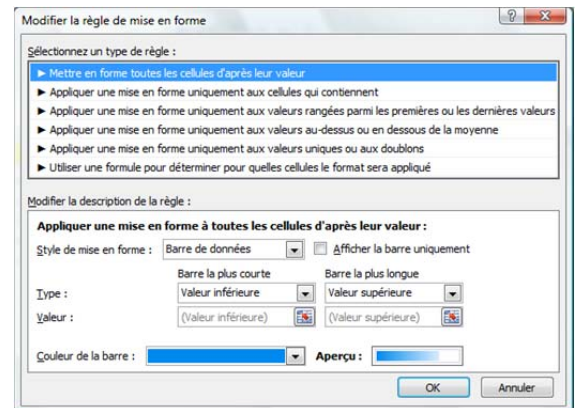 Modifier la règle de mise en forme
Sélectionnez un type de règle :
► Mettre en forme toutes les cellules d'après leur valeur
► Appliquer une mise en forme uniquement aux cellules qui contiennent
► Appliquer une mise en forme uniquement aux valeurs rangées parmi les premières ou les dernières valeurs
► Appliquer une mise en forme uniquement aux valeurs au-dessus ou en dessous de la moyenne
► Appliquer une mise en forme uniquement aux valeurs uniques ou aux doublons
► Utiliser une formule pour déterminer pour quelles cellules le format sera appliqué
Modifier la description de la règle :
Appliquer une mise en forme à toutes les cellules d'après leur valeur :
Style de mise en forme : Barre de données Afficher la barre uniquement
Barre la plus courte Barre la plus longue
Type : Valeur inférieure Valeur supérieure
Valeur : (Valeur inférieure) (Valeur supérieure)
Couleur de la barre : Aperçu :
OK Annuler